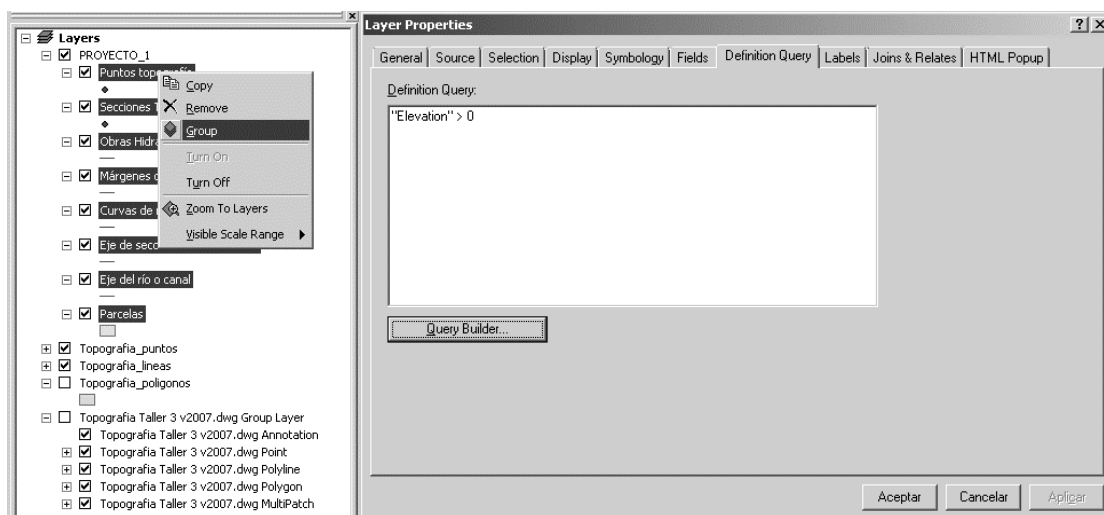 Layers
PROYECTO_1
Puntos topografía
Secciones
Obras Hidra
Márgenes
Curvas de
Eje de secc
Eje del río o canal
Parcelas
Topografia_puntos
Topografia_lineas
Topografia_poligonos
Topografia Taller 3 v2007.dwg Group Layer
Topografia Taller 3 v2007.dwg Annotation
Topografia Taller 3 v2007.dwg Point
Topografia Taller 3 v2007.dwg Polyline
Topografia Taller 3 v2007.dwg Polygon
Topografia Taller 3 v2007.dwg MultiPatch
Copy
Remove
Group
Turn On
Turn Off
Zoom To Layers
Visible Scale Range
Layer Properties
General Source Selection Display Symbology Fields Definition Query Labels Joins & Relates HTML Popup
Definition Query:
"Elevation" > 0
Query Builder...
Aceptar Cancelar Aplicar